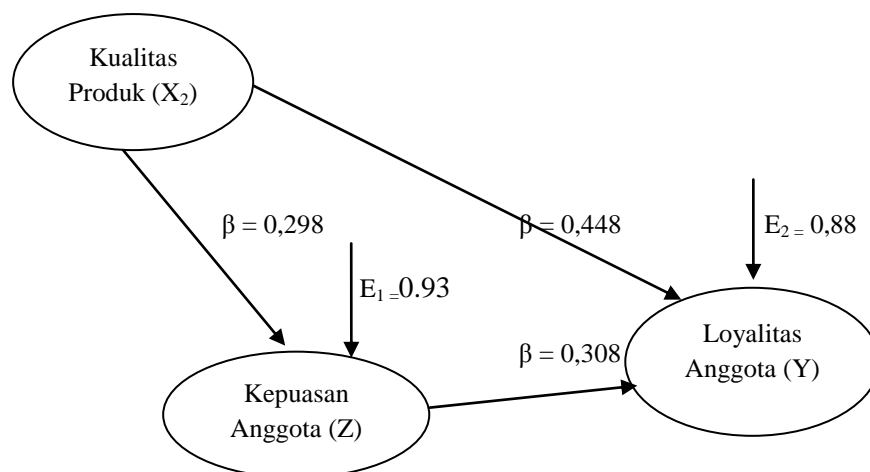 Kualitas
Produk (X₂)
β = 0,298
β = 0,448
E₂ = 0,88
E₁ =0.93
β = 0,308
Loyalitas
Anggota (Y)
Kepuasan
Anggota (Z)